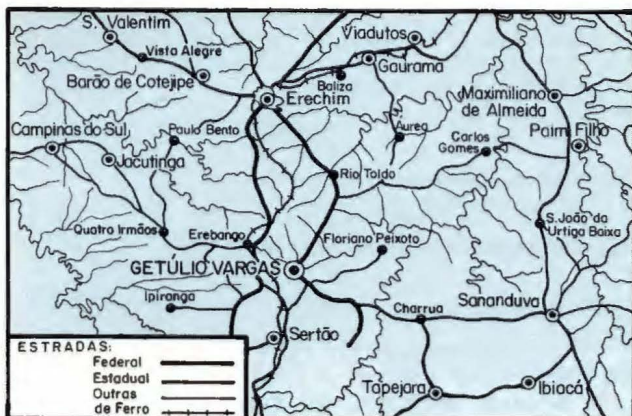 S. Valentim
Viadutos
Vista Alegre
Gaurama
Barão de Cotejipe
Baliza
Erechim
Maximiliano
de Almeida
Campinas do Sul
Paulo Bento
Aurea
Carlos
Gomes
Paim Filho
Jacutinga
Rio Toldo
Quatro Irmãos
Erebango
Floriano Peixoto
S. João da
Urtiga Baixa
GETÚLIO VARGAS
Ipiranga
Charrua
Sananduva
Sertão
Tapejara
Ibiacá
ESTRADAS:
Federal
Estadual
Outras
de Ferro